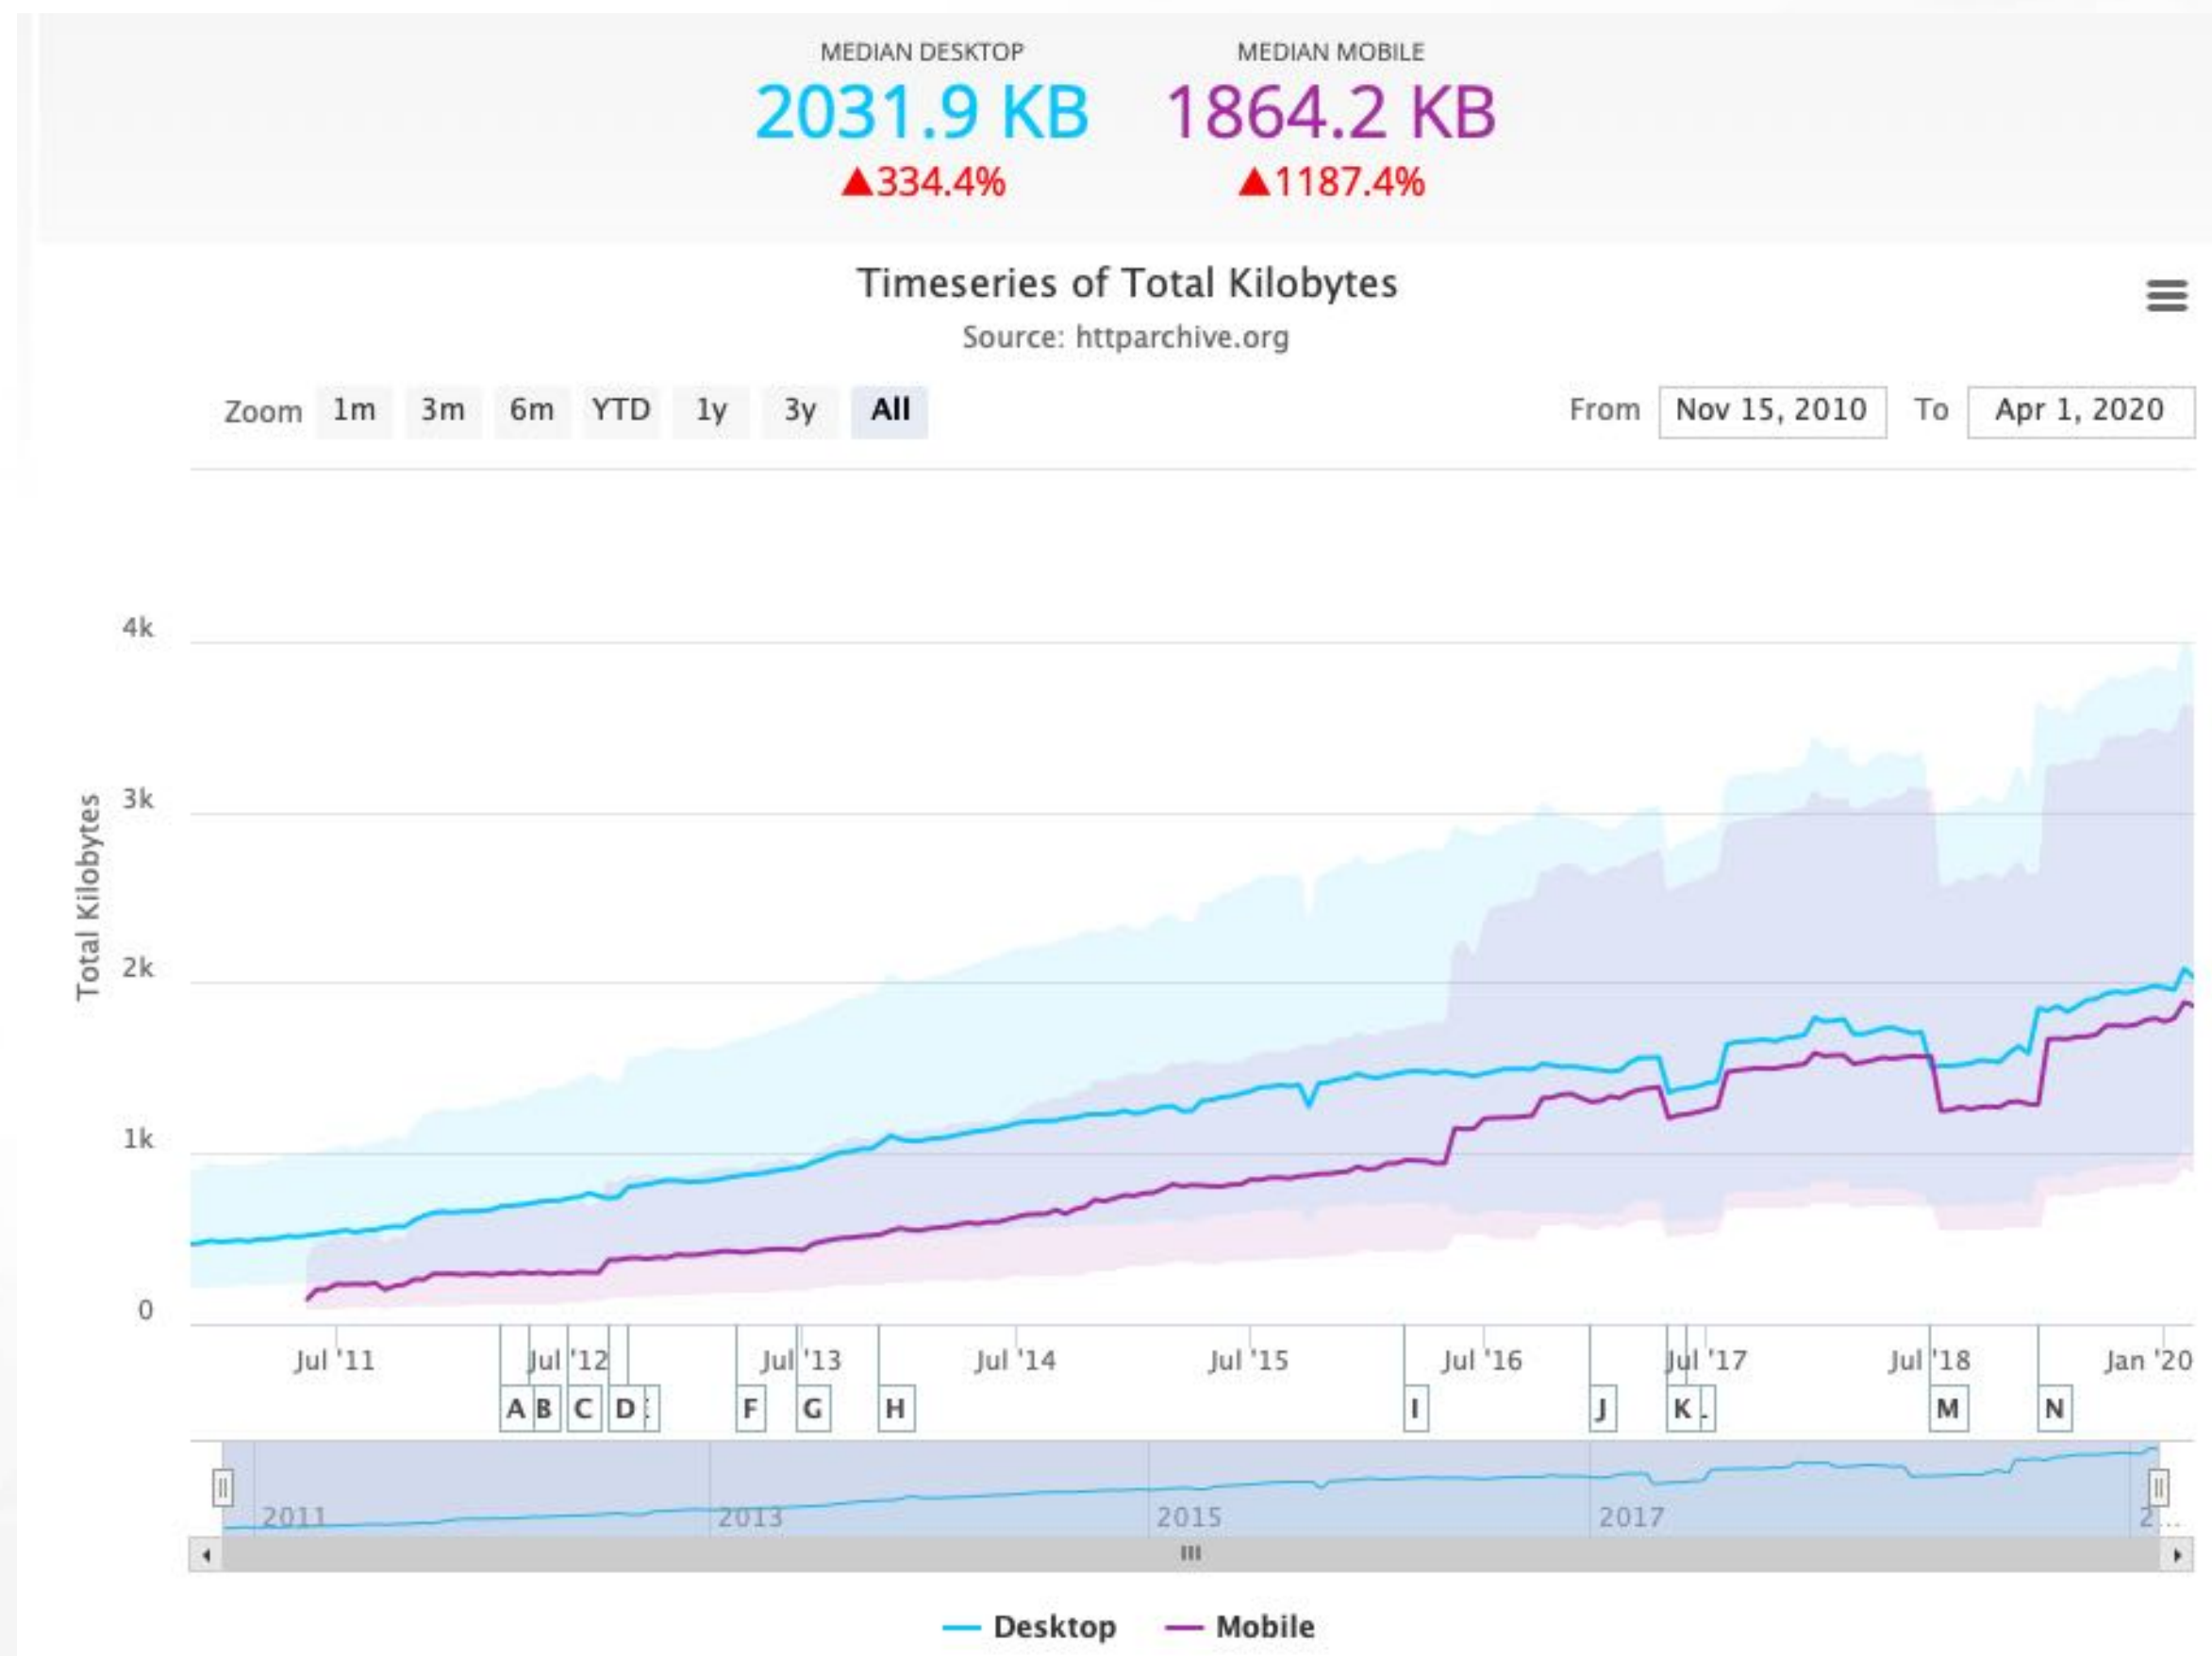 MEDIAN DESKTOP MEDIAN MOBILE
2031.9 KB 1864.2 KB
▲334.4% ▲1187.4%
Timeseries of Total Kilobytes
Source: httparchive.org
Zoom 1m 3m 6m YTD 1y 3y All From Nov 15, 2010 To Apr 1, 2020
4k
3k
2k
1k
0
Total Kilobytes
Jul '11 Jul '12 Jul '13 Jul '14 Jul '15 Jul '16 Jul '17 Jul '18 Jan '20
A B C D F G H I J K M N
2011 2013 2015 2017 2...
Desktop Mobile